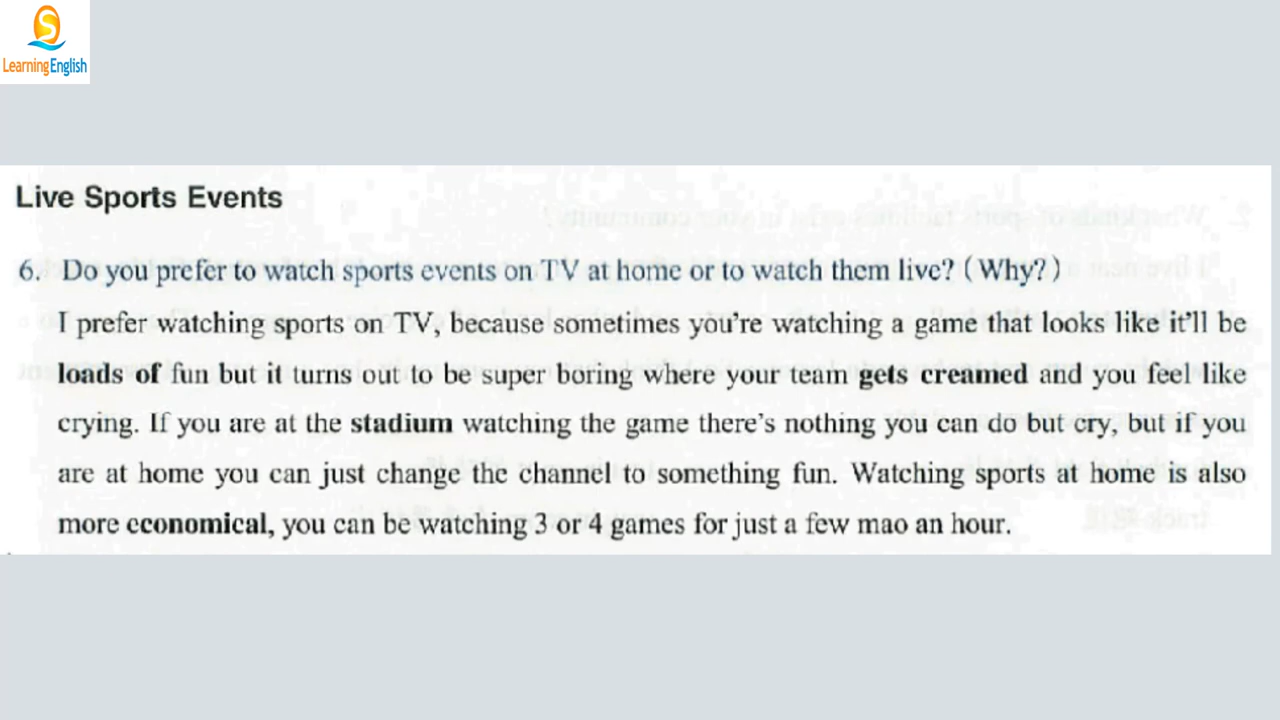 S
LearningEnglish
Live Sports Events
6. Do you prefer to watch sports events on TV at home or to watch them live? (Why?)
I prefer watching sports on TV, because sometimes you're watching a game that looks like it'll be
loads of fun but it turns out to be super boring where your team gets creamed and you feel like
crying. If you are at the stadium watching the game there's nothing you can do but cry, but if you
are at home you can just change the channel to something fun. Watching sports at home is also
more economical, you can be watching 3 or 4 games for just a few mao an hour.